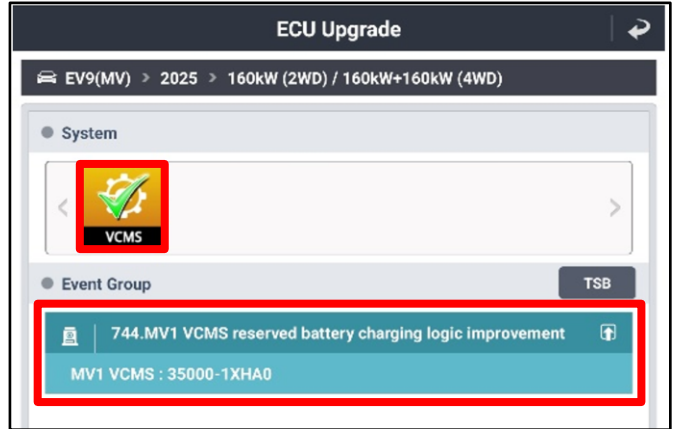 ECU Upgrade
EV9(MV) > 2025 > 160kW (2WD) / 160kW+160kW (4WD)
System
VCMS
Event Group
TSB
744.MV1 VCMS reserved battery charging logic improvement
MV1 VCMS : 35000-1XHA0